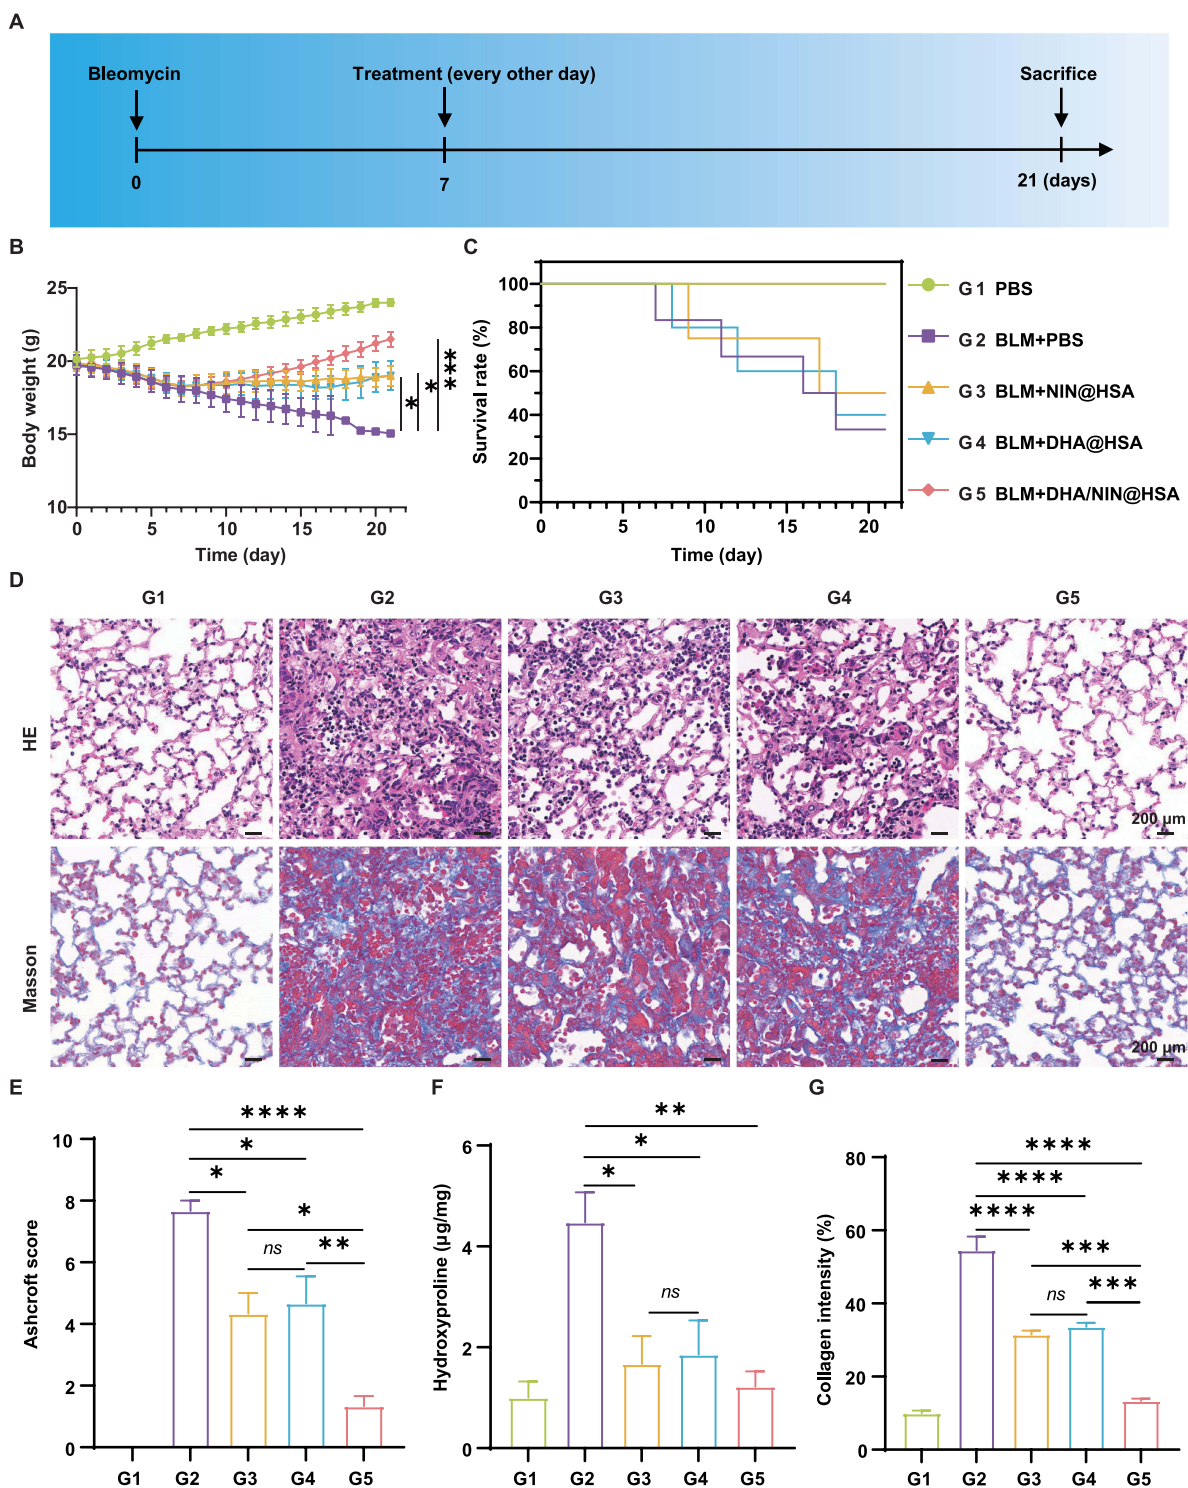 A
Bleomycin
Treatment (every other day)
Sacrifice
0
7
21 (days)
B
25
20
15
10
Body weight (g)
0
5
10
15
20
Time (day)
*
*
***
C
100
80
60
40
20
0
Survival rate (%)
0
5
10
15
20
Time (day)
G1 PBS
G2 BLM+PBS
G3 BLM+NIN@HSA
G4 BLM+DHA@HSA
G5 BLM+DHA/NIN@HSA
D
G1
G2
G3
G4
G5
HE
200 μm
Masson
200 μm
E
****
*
*
*
ns
**
10
8
6
4
2
0
Ashcroft score
G1
G2
G3
G4
G5
F
**
*
*
ns
6
4
2
0
Hydroxyproline (μg/mg)
G1
G2
G3
G4
G5
G
****
****
****
***
ns
***
80
60
40
20
0
Collagen intensity (%)
G1
G2
G3
G4
G5